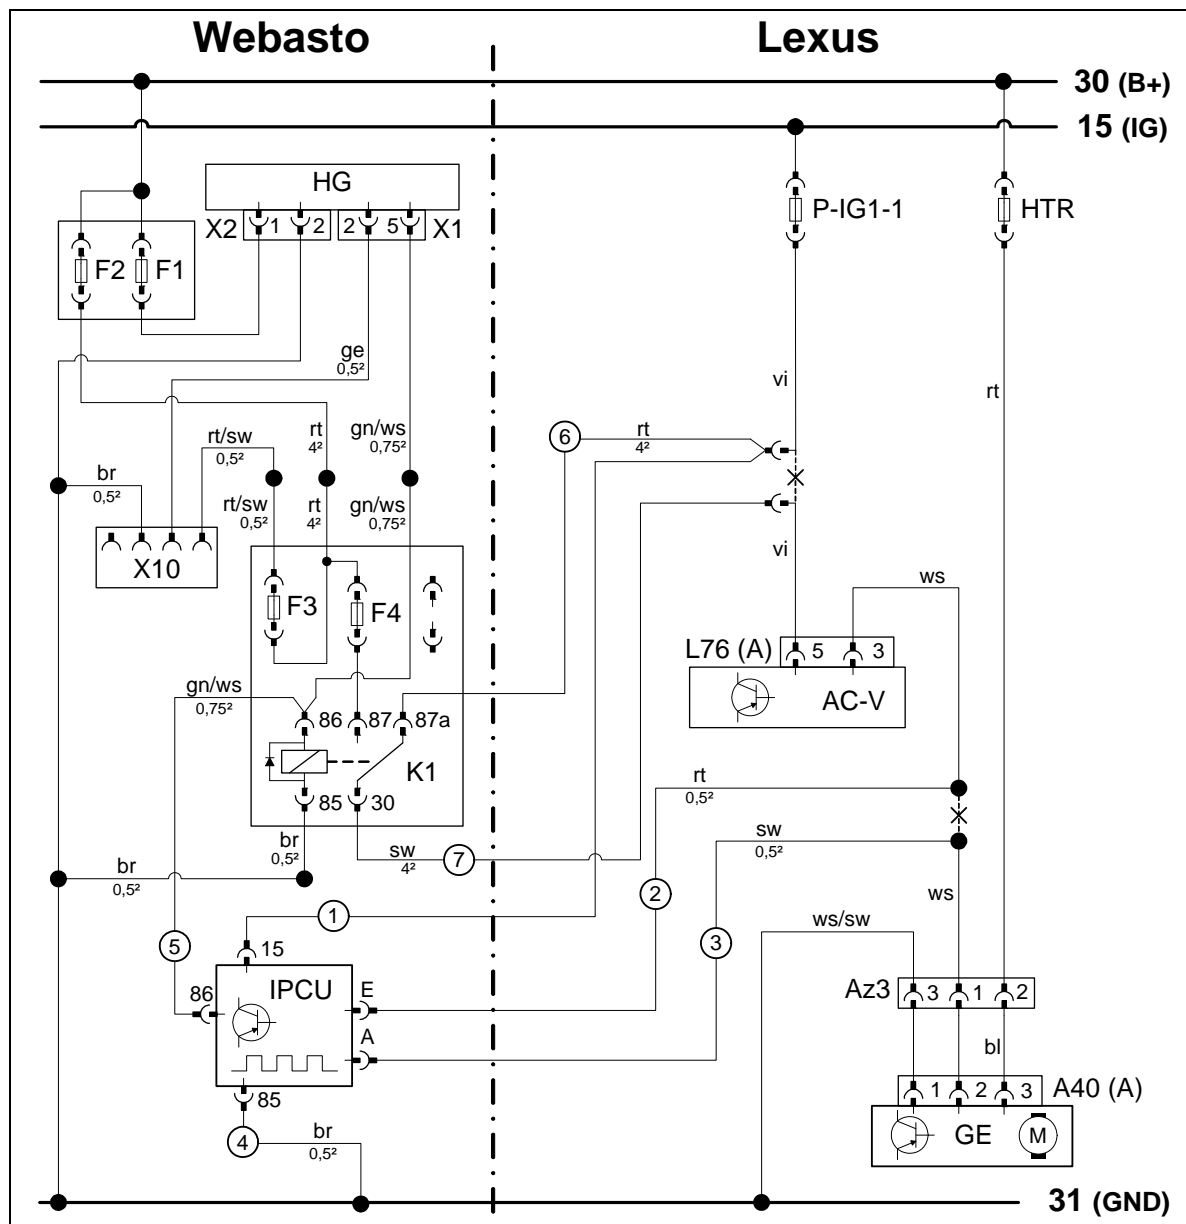 Webasto Lexus
30 (B+)
15 (IG)
HG
X2 1 2 2 5 X1
P-IG1-1 HTR
F2 F1
ge
0,5²
vi rt
rt/sw
0,5²
rt
4²
gn/ws
0,75²
6
rt
4²
br
0,5²
rt/sw
0,5²
rt
4²
gn/ws
0,75²
vi
X10
ws
F3 F4
L76 (A) 5 3
AC-V
gn/ws
0,75²
86 87 87a
K1
85 30
rt
0,5²
br
0,5²
sw
4²
7
sw
0,5²
br
0,5²
2
ws
1
ws/sw
5 15
3
86 IPCU E
A
Az3 3 1 2
bl
85
1 2 3 A40 (A)
4
br
0,5²
GE M
31 (GND)